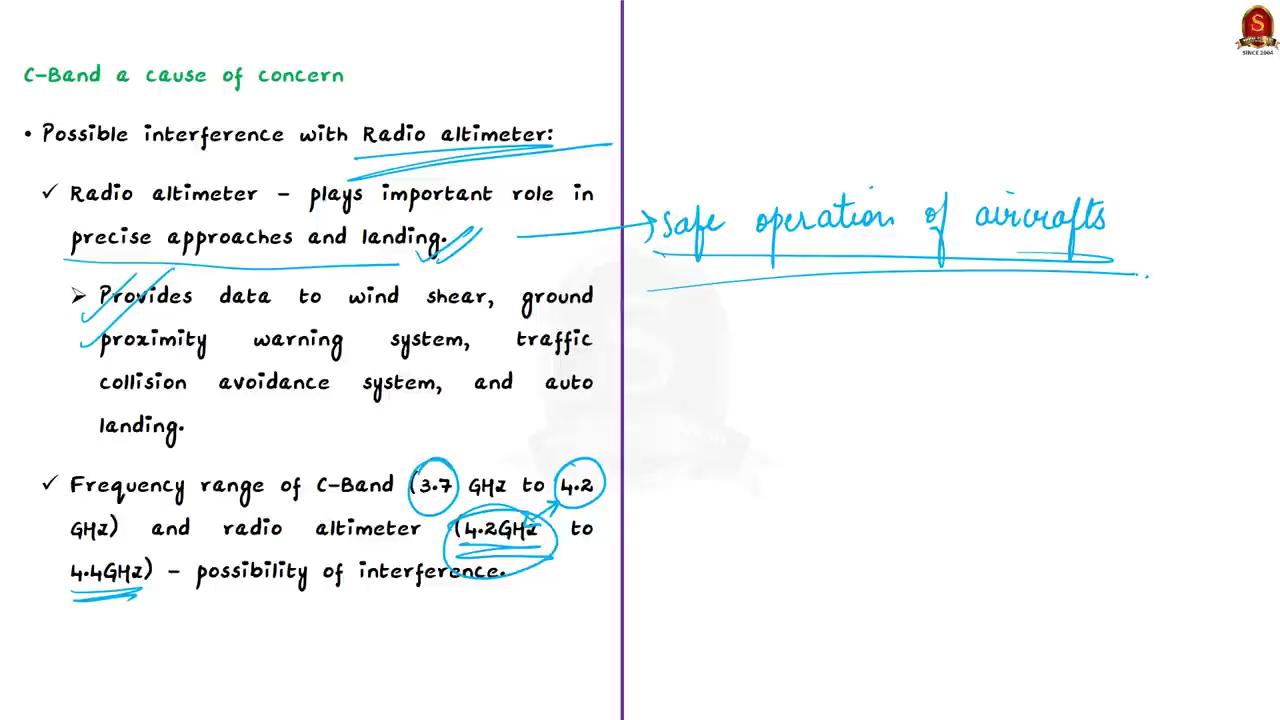 C-Band a cause of concern
• Possible interference with Radio altimeter:
✓ Radio altimeter - plays important role in
precise approaches and landing.
➢ Provides data to wind shear, ground
proximity warning system, traffic
collision avoidance system, and auto
landing.
✓ Frequency range of C-Band (3.7 GHz to 4.2
GHz) and radio altimeter (4.2GHz to
4.4GHz) - possibility of interference.
Safe operation of aircrafts
S
SINCE 2004